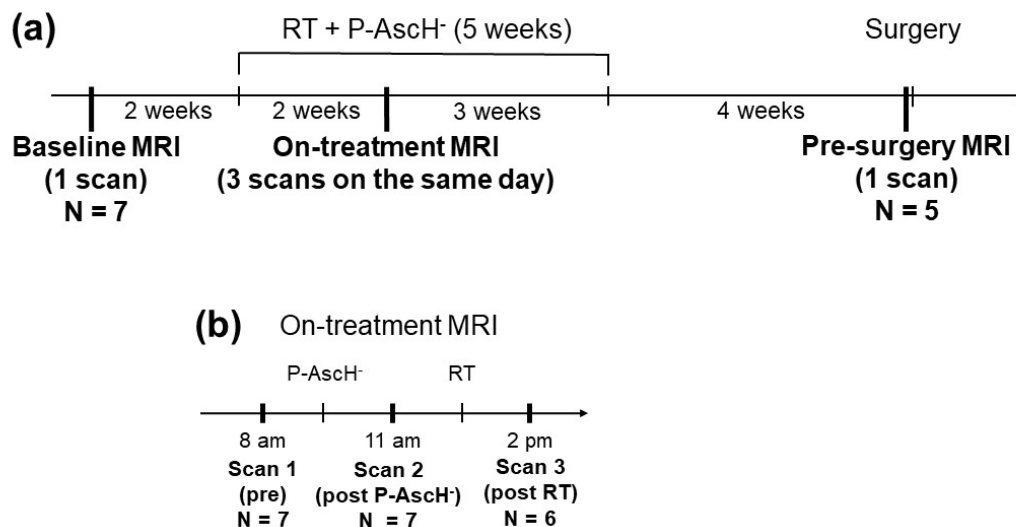 (a)
RT + P-AscH⁻ (5 weeks)
Surgery
2 weeks
2 weeks
3 weeks
4 weeks
Baseline MRI
(1 scan)
N = 7
On-treatment MRI
(3 scans on the same day)
Pre-surgery MRI
(1 scan)
N = 5
(b) On-treatment MRI
P-AscH⁻
RT
8 am
11 am
2 pm
Scan 1
(pre)
N = 7
Scan 2
(post P-AscH⁻)
N = 7
Scan 3
(post RT)
N = 6